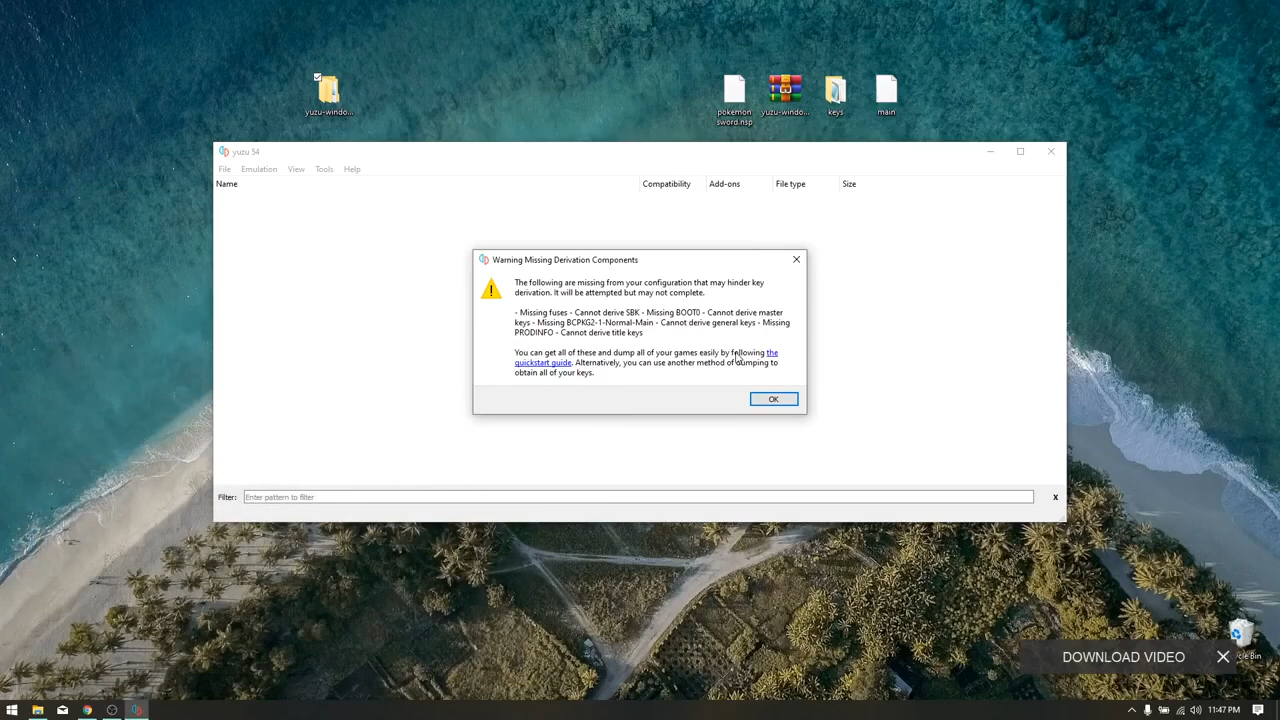 yuzu-windo...
pokemon
sword.nsp
yuzu-windo...
keys
main
yuzu 54
File Emulation View Tools Help
Name Compatibility Add-ons File type Size
Warning Missing Derivation Components
The following are missing from your configuration that may hinder key
derivation. It will be attempted but may not complete.
- Missing fuses - Cannot derive SBK - Missing BOOT0 - Cannot derive master
keys - Missing BCPKG2-1-Normal-Main - Cannot derive general keys - Missing
PRODINFO - Cannot derive title keys
You can get all of these and dump all of your games easily by following the
quickstart guide. Alternatively, you can use another method of dumping to
obtain all of your keys.
OK
Filter: Enter pattern to filter X
DOWNLOAD VIDEO
cle Bin
11:47 PM